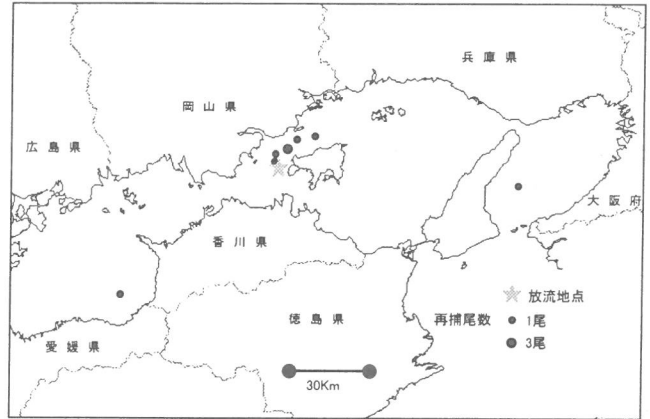 兵庫県
岡山県
広島県
大阪府
香川県
放流地点
徳島県
再捕尾数
1尾
愛媛県
3尾
30Km